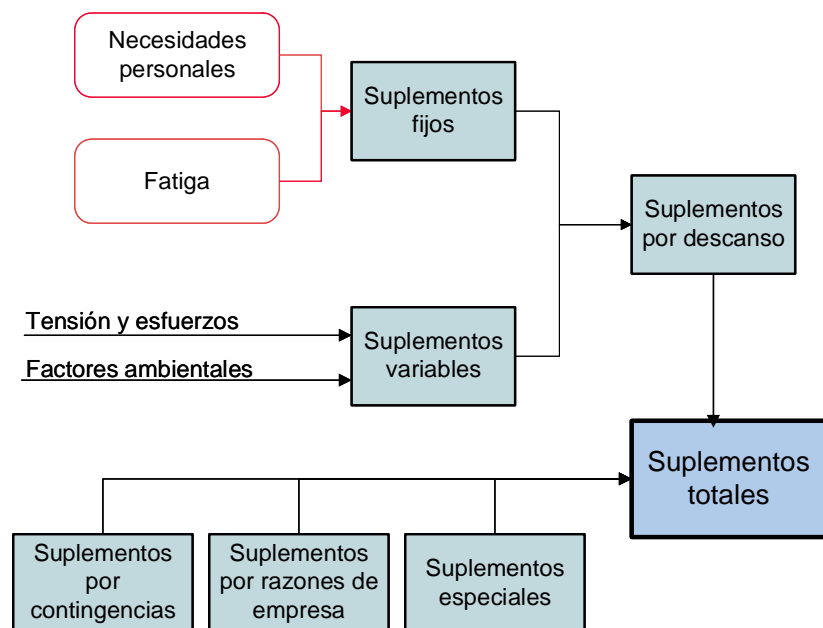 Necesidades
personales
Suplementos
fijos
Fatiga
Suplementos
por descanso
Tensión y esfuerzos
Factores ambientales
Suplementos
variables
Suplementos
totales
Suplementos
por
contingencias
Suplementos
por razones de
empresa
Suplementos
especiales